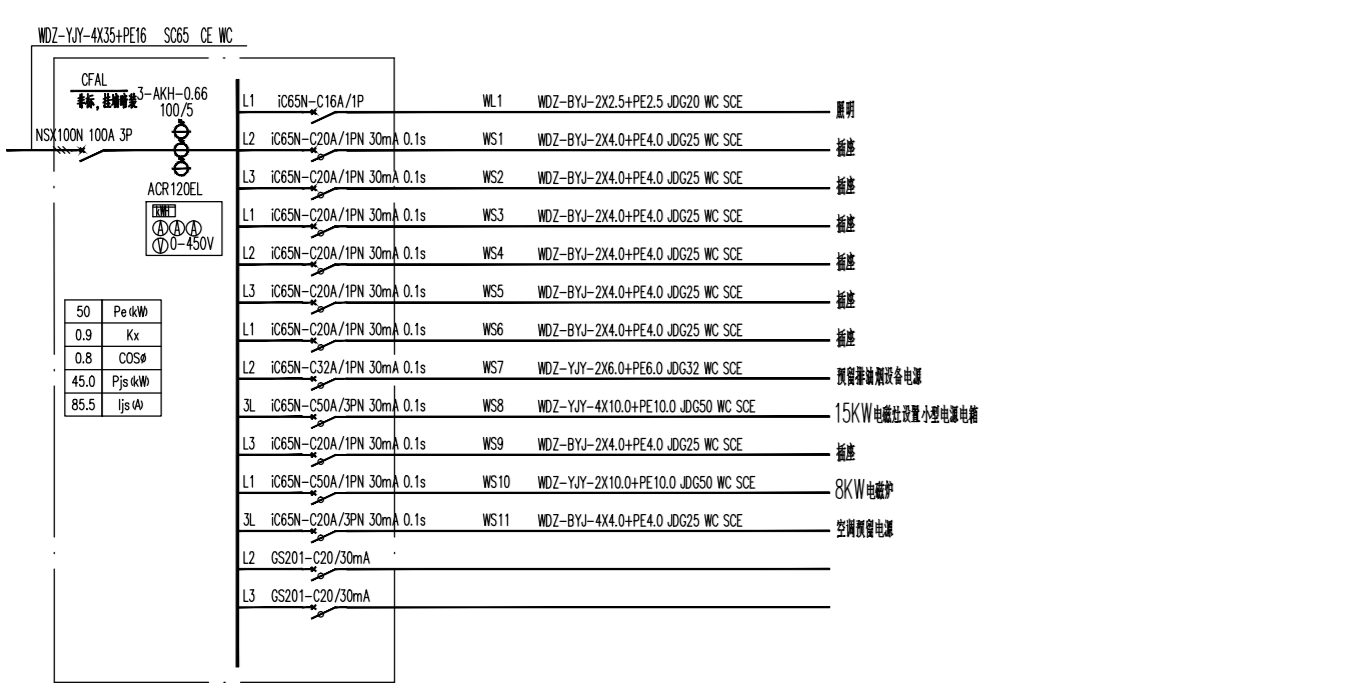 WDZ-YJY-4X35+PE16 SC65 CE WC
CFAL
非标,挂墙暗装
3-AKH-0.66
100/5
NSX100N 100A 3P
ACR120EL
kWH
A A A
V 0-450V
50 Pe(kW)
0.9 Kx
0.8 COSø
45.0 Pjs(kW)
85.5 Ijs(A)
L1 iC65N-C16A/1P WL1 WDZ-BYJ-2X2.5+PE2.5 JDG20 WC SCE 照明
L2 iC65N-C20A/1PN 30mA 0.1s WS1 WDZ-BYJ-2X4.0+PE4.0 JDG25 WC SCE 插座
L3 iC65N-C20A/1PN 30mA 0.1s WS2 WDZ-BYJ-2X4.0+PE4.0 JDG25 WC SCE 插座
L1 iC65N-C20A/1PN 30mA 0.1s WS3 WDZ-BYJ-2X4.0+PE4.0 JDG25 WC SCE 插座
L2 iC65N-C20A/1PN 30mA 0.1s WS4 WDZ-BYJ-2X4.0+PE4.0 JDG25 WC SCE 插座
L3 iC65N-C20A/1PN 30mA 0.1s WS5 WDZ-BYJ-2X4.0+PE4.0 JDG25 WC SCE 插座
L1 iC65N-C20A/1PN 30mA 0.1s WS6 WDZ-BYJ-2X4.0+PE4.0 JDG25 WC SCE 插座
L2 iC65N-C32A/1PN 30mA 0.1s WS7 WDZ-YJY-2X6.0+PE6.0 JDG32 WC SCE 预留排油烟设备电源
3L iC65N-C50A/3PN 30mA 0.1s WS8 WDZ-YJY-4X10.0+PE10.0 JDG50 WC SCE 15KW电磁灶设置小型电源电箱
L3 iC65N-C20A/1PN 30mA 0.1s WS9 WDZ-BYJ-2X4.0+PE4.0 JDG25 WC SCE 插座
L1 iC65N-C50A/1PN 30mA 0.1s WS10 WDZ-YJY-2X10.0+PE10.0 JDG50 WC SCE 8KW电磁炉
3L iC65N-C20A/3PN 30mA 0.1s WS11 WDZ-BYJ-4X4.0+PE4.0 JDG25 WC SCE 空调预留电源
L2 GS201-C20/30mA
L3 GS201-C20/30mA